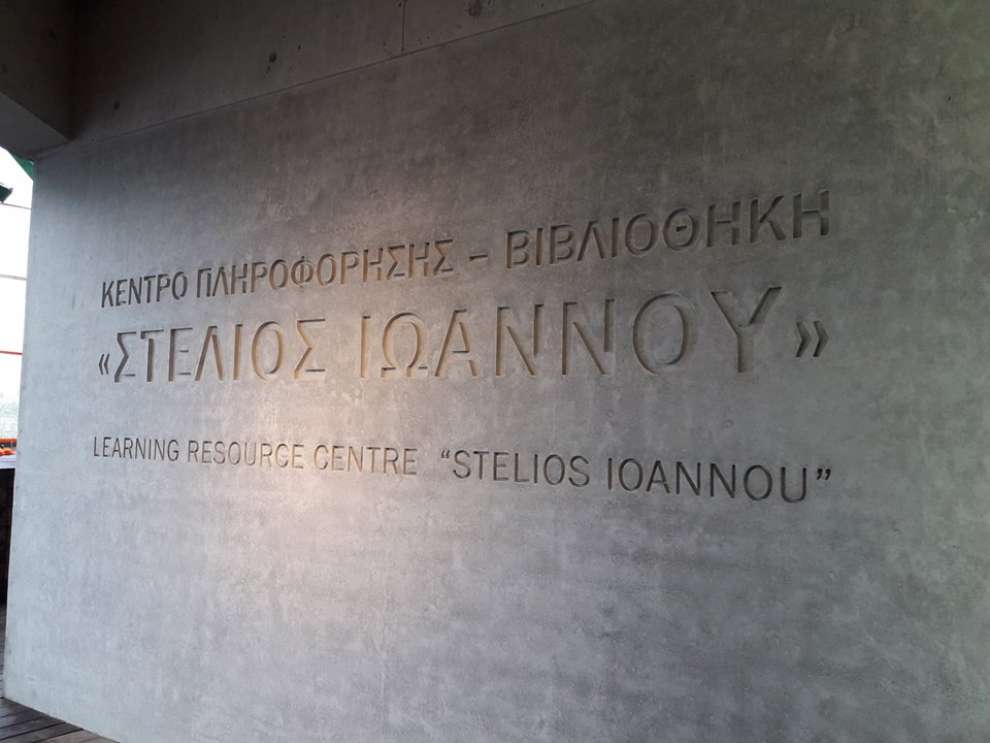 ΚΕΝΤΡΟ ΠΛΗΡΟΦΟΡΗΣΗΣ – ΒΙΒΛΙΟΘΗΚΗ
«ΣΤΕΛΙΟΣ ΙΩΑΝΝΟΥ»
LEARNING RESOURCE CENTRE “STELIOS IOANNOU”